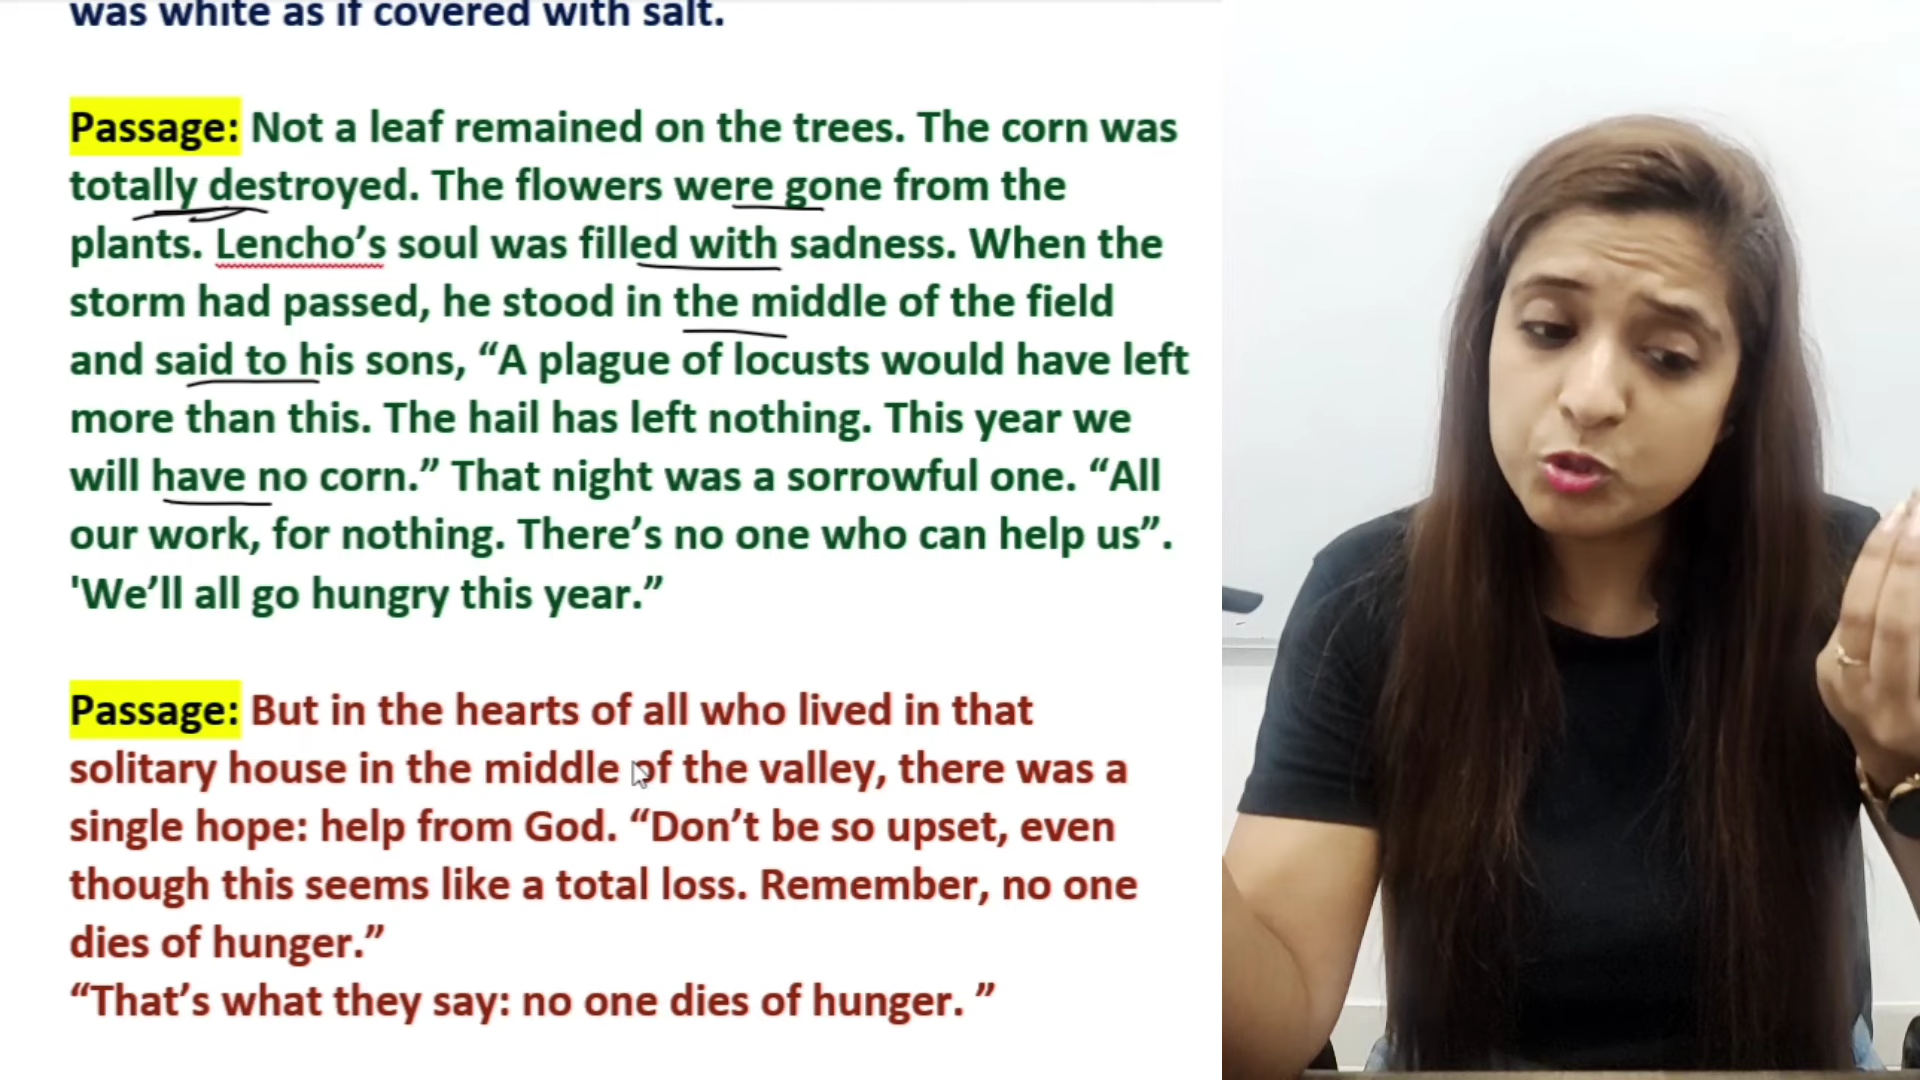 was white as if covered with salt.
Passage: Not a leaf remained on the trees. The corn was
totally destroyed. The flowers were gone from the
plants. Lencho’s soul was filled with sadness. When the
storm had passed, he stood in the middle of the field
and said to his sons, “A plague of locusts would have left
more than this. The hail has left nothing. This year we
will have no corn.” That night was a sorrowful one. “All
our work, for nothing. There’s no one who can help us”.
'We’ll all go hungry this year.”
Passage: But in the hearts of all who lived in that
solitary house in the middle of the valley, there was a
single hope: help from God. “Don’t be so upset, even
though this seems like a total loss. Remember, no one
dies of hunger.”
“That’s what they say: no one dies of hunger. ”